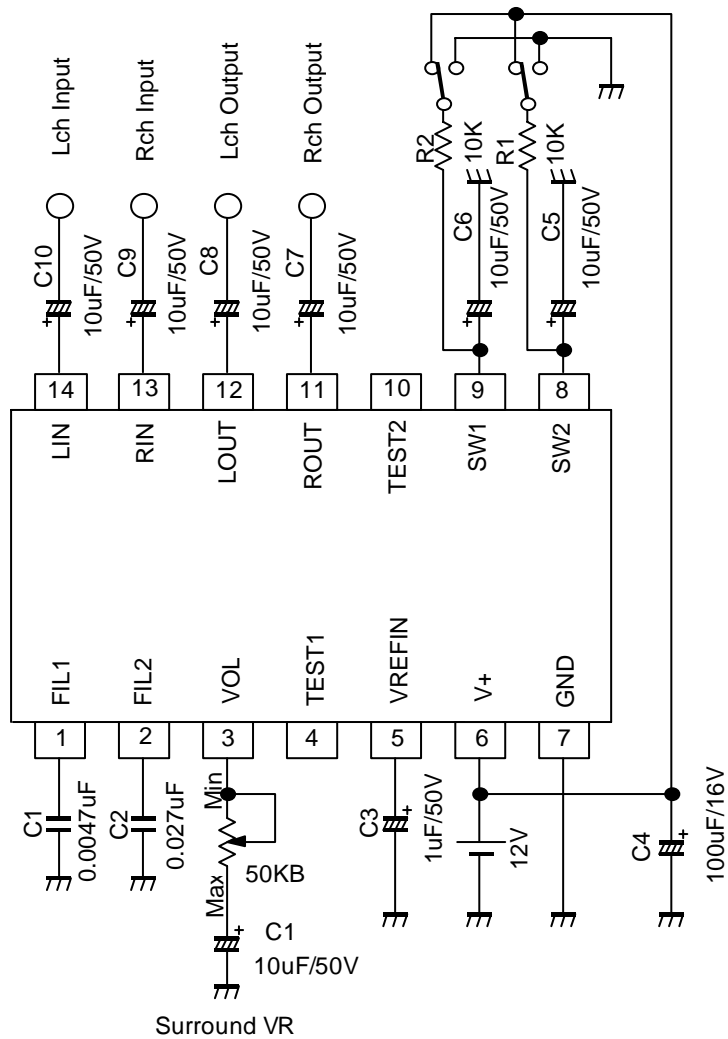 Lch Input
Rch Input
Lch Output
Rch Output
R2
10K
R1
10K
C10
10uF/50V
C9
10uF/50V
C8
10uF/50V
C7
10uF/50V
C6
10uF/50V
C5
10uF/50V
+
+
+
+
+
+
14
13
12
11
10
9
8
LIN
RIN
LOUT
ROUT
TEST2
SW1
SW2
FIL1
FIL2
VOL
TEST1
VREFIN
V+
GND
1
2
3
4
5
6
7
C1
0.0047uF
C2
0.027uF
Min
Max
50KB
+
C1
10uF/50V
C3
+
1uF/50V
12V
C4
+
100uF/16V
Surround VR